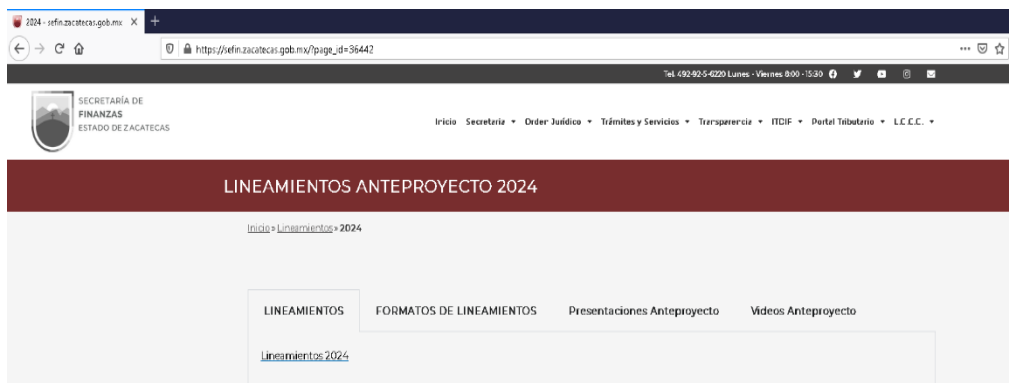 2024 - sefin.zacatecas.gob.mx
https://sefin.zacatecas.gob.mx/?page_id=36442
Tel. 492-92-5-6220 Lunes - Viernes 8:00 - 15:30
SECRETARÍA DE
FINANZAS
ESTADO DE ZACATECAS
Inicio Secretaria Orden Jurídico Trámites y Servicios Transparencia ITDIF Portal Tributario L.C.C.C.
LINEAMIENTOS ANTEPROYECTO 2024
Inicio » Lineamientos » 2024
LINEAMIENTOS FORMATOS DE LINEAMIENTOS Presentaciones Anteproyecto Videos Anteproyecto
Lineamientos 2024